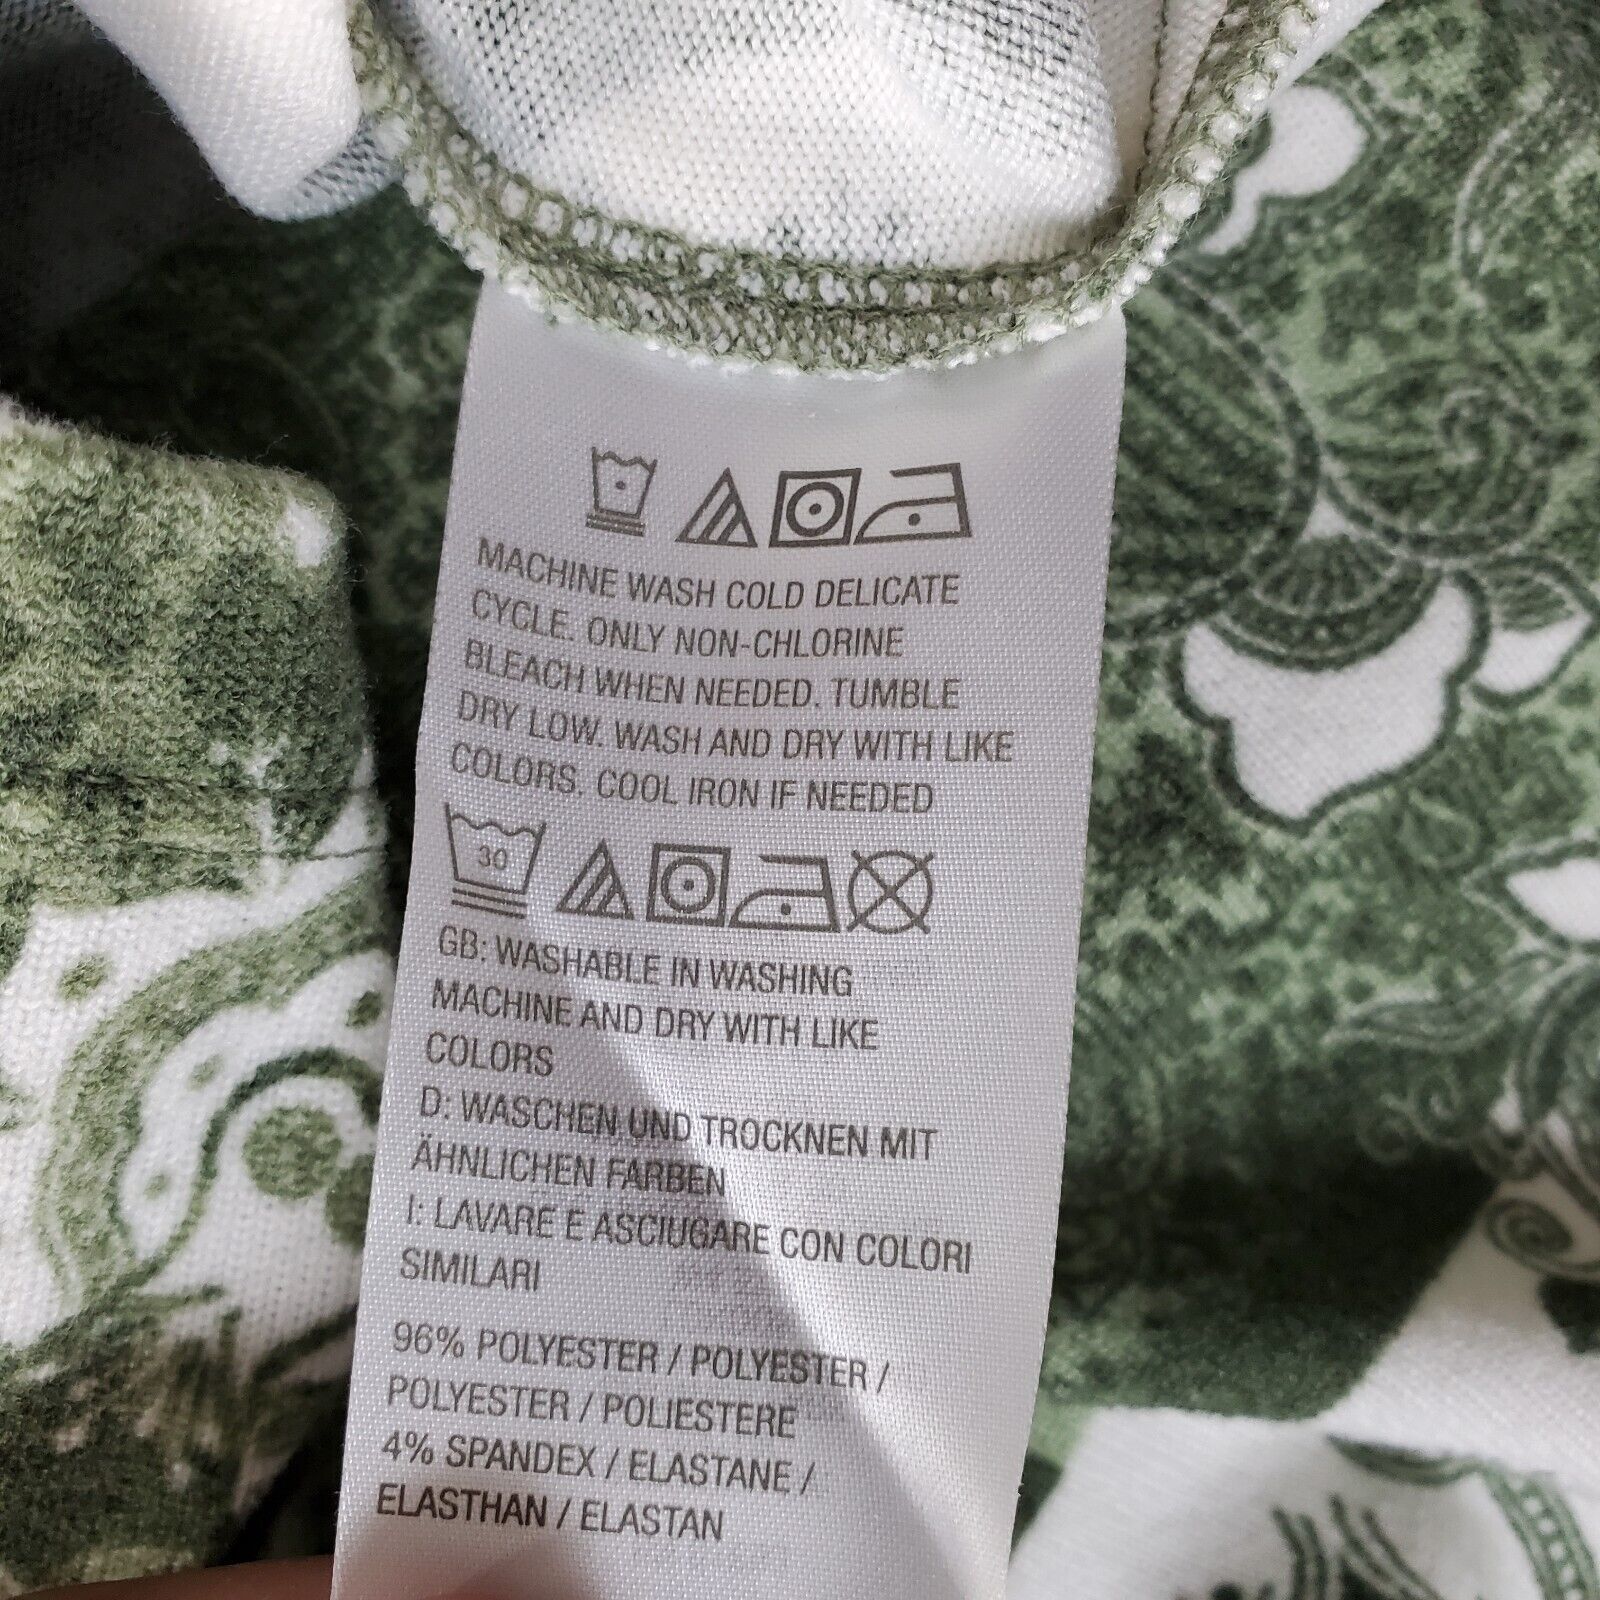 MACHINE WASH COLD DELICATE
CYCLE. ONLY NON-CHLORINE
BLEACH WHEN NEEDED. TUMBLE
DRY LOW. WASH AND DRY WITH LIKE
COLORS. COOL IRON IF NEEDED
30
GB: WASHABLE IN WASHING
MACHINE AND DRY WITH LIKE
COLORS
D: WASCHEN UND TROCKNEN MIT
ÄHNLICHEN FARBEN
I: LAVARE E ASCIUGARE CON COLORI
SIMILARI
96% POLYESTER / POLYESTER /
POLYESTER / POLIESTERE
4% SPANDEX / ELASTANE /
ELASTHAN / ELASTAN